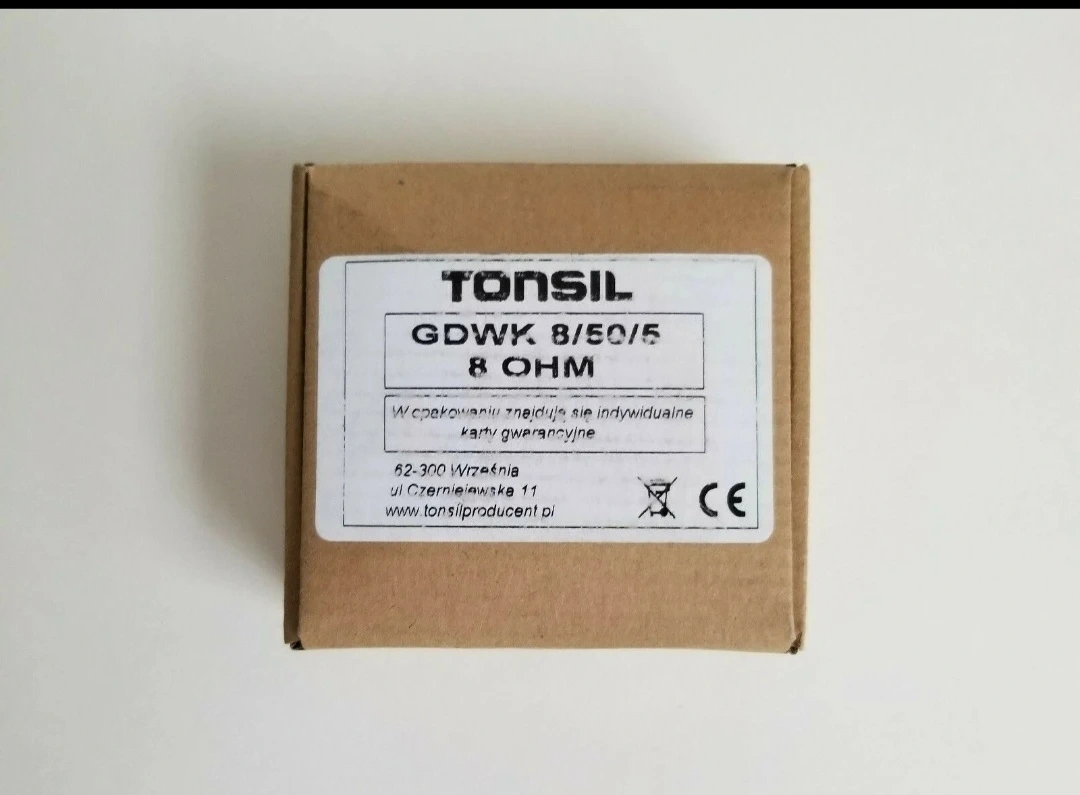 TONSIL
GDWK 8/50/5
8 OHM
W opakowaniu znajdują się indywidualne
karty gwarancyjne
62-300 Września
ul Czerniejewska 11
www.tonsilproducent.pl
CE